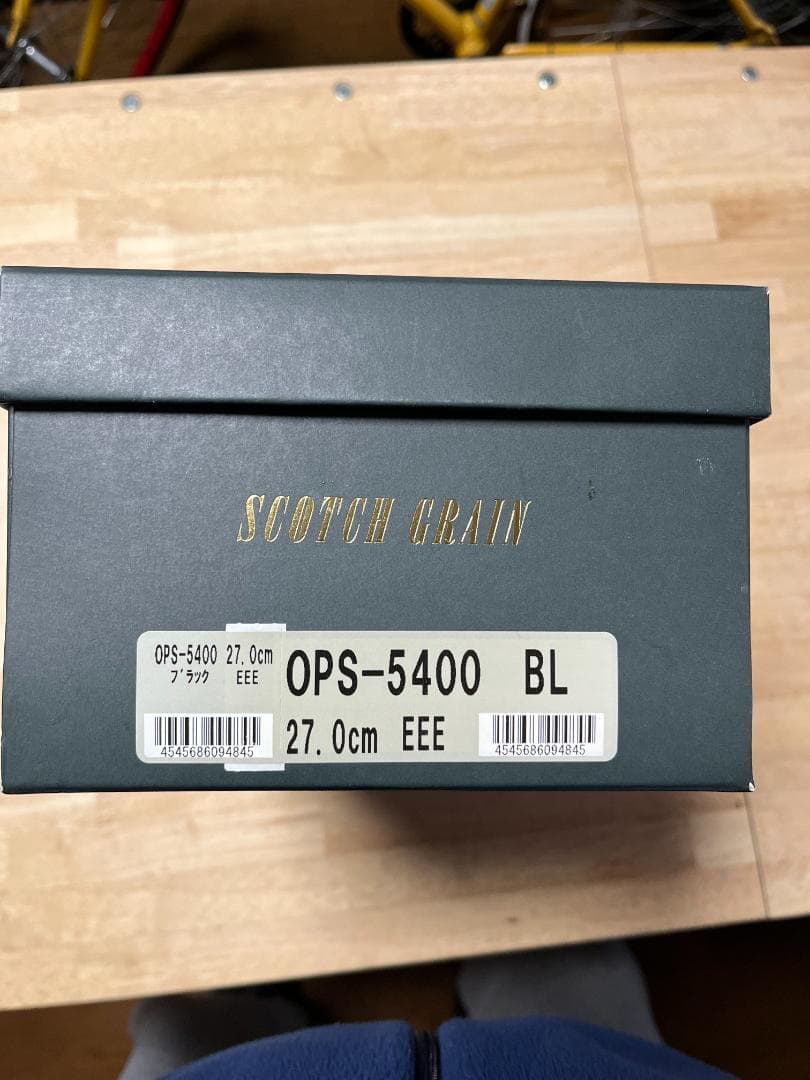 SCOTCH GRAIN
OPS-5400 27.0cm
ブラック EEE
4545686094845
OPS-5400 BL
27.0cm EEE
4545686094845